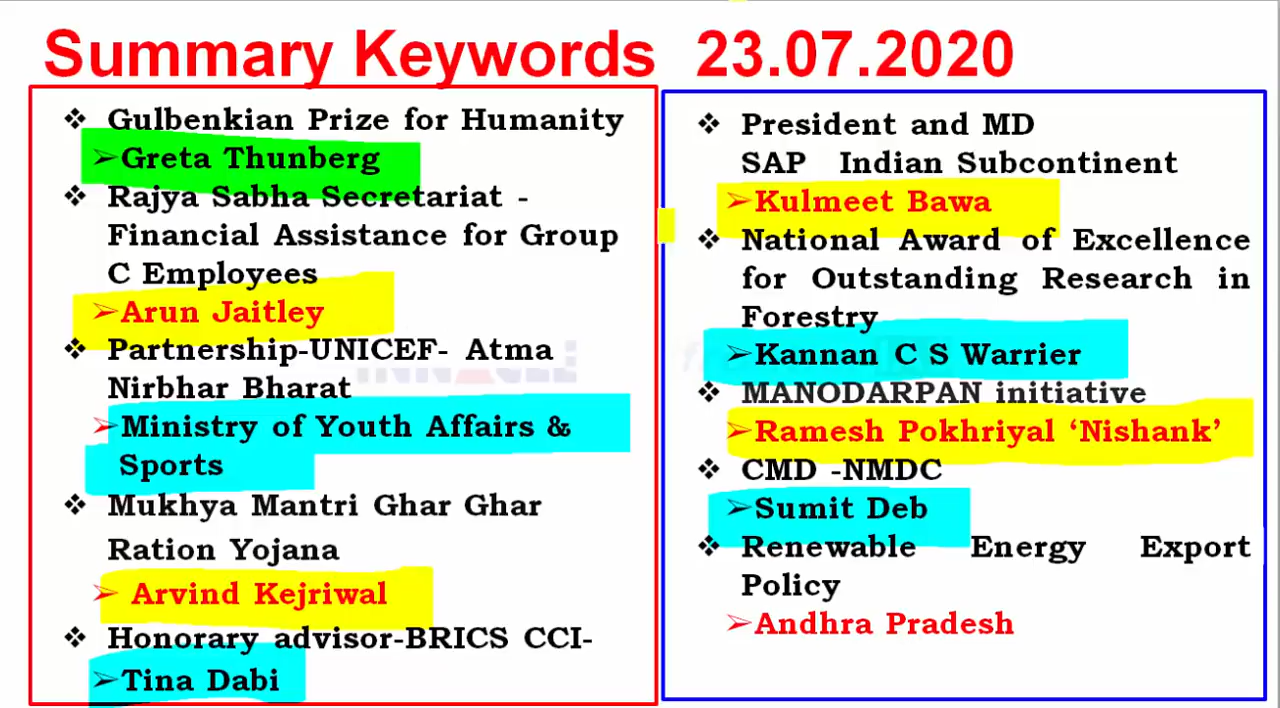 Summary Keywords 23.07.2020
❖ Gulbenkian Prize for Humanity
➢Greta Thunberg
❖ Rajya Sabha Secretariat -
Financial Assistance for Group
C Employees
➢Arun Jaitley
❖ Partnership-UNICEF- Atma
Nirbhar Bharat
➢Ministry of Youth Affairs &
Sports
❖ Mukhya Mantri Ghar Ghar
Ration Yojana
➢ Arvind Kejriwal
❖ Honorary advisor-BRICS CCI-
➢Tina Dabi
❖ President and MD
SAP Indian Subcontinent
➢Kulmeet Bawa
❖ National Award of Excellence
for Outstanding Research in
Forestry
➢Kannan C S Warrier
❖ MANODARPAN initiative
➢Ramesh Pokhriyal ‘Nishank’
❖ CMD -NMDC
➢Sumit Deb
❖ Renewable Energy Export
Policy
➢Andhra Pradesh